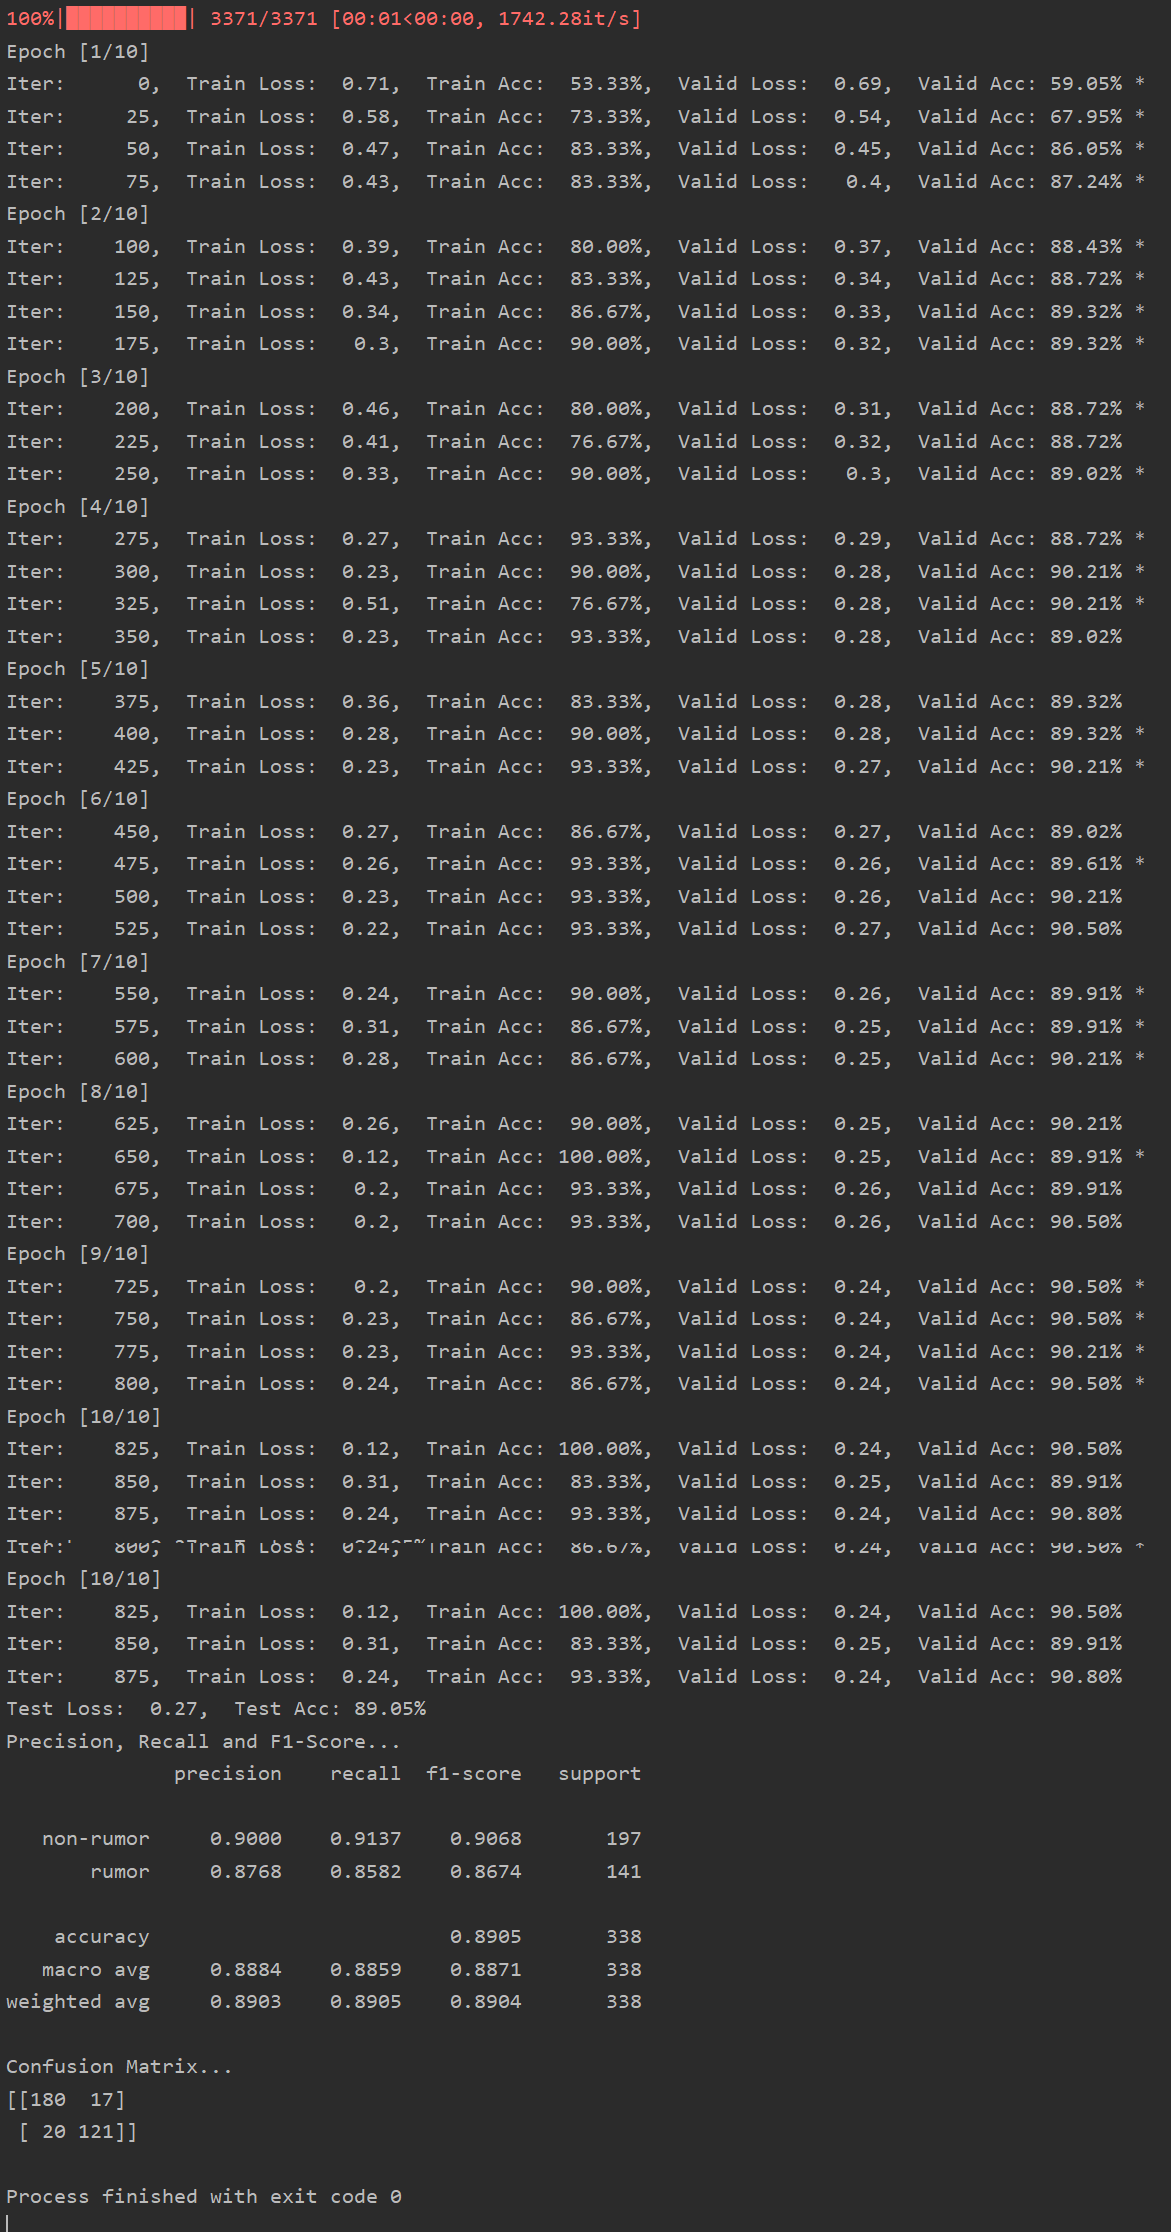 100%|██████████| 3371/3371 [00:01<00:00, 1742.28it/s]
Epoch [1/10]
Iter:      0,  Train Loss:  0.71,  Train Acc:  53.33%,  Valid Loss:  0.69,  Valid Acc: 59.05% *
Iter:     25,  Train Loss:  0.58,  Train Acc:  73.33%,  Valid Loss:  0.54,  Valid Acc: 67.95% *
Iter:     50,  Train Loss:  0.47,  Train Acc:  83.33%,  Valid Loss:  0.45,  Valid Acc: 86.05% *
Iter:     75,  Train Loss:  0.43,  Train Acc:  83.33%,  Valid Loss:   0.4,  Valid Acc: 87.24% *
Epoch [2/10]
Iter:    100,  Train Loss:  0.39,  Train Acc:  80.00%,  Valid Loss:  0.37,  Valid Acc: 88.43% *
Iter:    125,  Train Loss:  0.43,  Train Acc:  83.33%,  Valid Loss:  0.34,  Valid Acc: 88.72% *
Iter:    150,  Train Loss:  0.34,  Train Acc:  86.67%,  Valid Loss:  0.33,  Valid Acc: 89.32% *
Iter:    175,  Train Loss:   0.3,  Train Acc:  90.00%,  Valid Loss:  0.32,  Valid Acc: 89.32% *
Epoch [3/10]
Iter:    200,  Train Loss:  0.46,  Train Acc:  80.00%,  Valid Loss:  0.31,  Valid Acc: 88.72% *
Iter:    225,  Train Loss:  0.41,  Train Acc:  76.67%,  Valid Loss:  0.32,  Valid Acc: 88.72%
Iter:    250,  Train Loss:  0.33,  Train Acc:  90.00%,  Valid Loss:   0.3,  Valid Acc: 89.02% *
Epoch [4/10]
Iter:    275,  Train Loss:  0.27,  Train Acc:  93.33%,  Valid Loss:  0.29,  Valid Acc: 88.72% *
Iter:    300,  Train Loss:  0.23,  Train Acc:  90.00%,  Valid Loss:  0.28,  Valid Acc: 90.21% *
Iter:    325,  Train Loss:  0.51,  Train Acc:  76.67%,  Valid Loss:  0.28,  Valid Acc: 90.21% *
Iter:    350,  Train Loss:  0.23,  Train Acc:  93.33%,  Valid Loss:  0.28,  Valid Acc: 89.02%
Epoch [5/10]
Iter:    375,  Train Loss:  0.36,  Train Acc:  83.33%,  Valid Loss:  0.28,  Valid Acc: 89.32%
Iter:    400,  Train Loss:  0.28,  Train Acc:  90.00%,  Valid Loss:  0.28,  Valid Acc: 89.32% *
Iter:    425,  Train Loss:  0.23,  Train Acc:  93.33%,  Valid Loss:  0.27,  Valid Acc: 90.21% *
Epoch [6/10]
Iter:    450,  Train Loss:  0.27,  Train Acc:  86.67%,  Valid Loss:  0.27,  Valid Acc: 89.02%
Iter:    475,  Train Loss:  0.26,  Train Acc:  93.33%,  Valid Loss:  0.26,  Valid Acc: 89.61% *
Iter:    500,  Train Loss:  0.23,  Train Acc:  93.33%,  Valid Loss:  0.26,  Valid Acc: 90.21%
Iter:    525,  Train Loss:  0.22,  Train Acc:  93.33%,  Valid Loss:  0.27,  Valid Acc: 90.50%
Epoch [7/10]
Iter:    550,  Train Loss:  0.24,  Train Acc:  90.00%,  Valid Loss:  0.26,  Valid Acc: 89.91% *
Iter:    575,  Train Loss:  0.31,  Train Acc:  86.67%,  Valid Loss:  0.25,  Valid Acc: 89.91% *
Iter:    600,  Train Loss:  0.28,  Train Acc:  86.67%,  Valid Loss:  0.25,  Valid Acc: 90.21% *
Epoch [8/10]
Iter:    625,  Train Loss:  0.26,  Train Acc:  90.00%,  Valid Loss:  0.25,  Valid Acc: 90.21%
Iter:    650,  Train Loss:  0.12,  Train Acc: 100.00%,  Valid Loss:  0.25,  Valid Acc: 89.91% *
Iter:    675,  Train Loss:   0.2,  Train Acc:  93.33%,  Valid Loss:  0.26,  Valid Acc: 89.91%
Iter:    700,  Train Loss:   0.2,  Train Acc:  93.33%,  Valid Loss:  0.26,  Valid Acc: 90.50%
Epoch [9/10]
Iter:    725,  Train Loss:   0.2,  Train Acc:  90.00%,  Valid Loss:  0.24,  Valid Acc: 90.50% *
Iter:    750,  Train Loss:  0.23,  Train Acc:  86.67%,  Valid Loss:  0.24,  Valid Acc: 90.50% *
Iter:    775,  Train Loss:  0.23,  Train Acc:  93.33%,  Valid Loss:  0.24,  Valid Acc: 90.21% *
Iter:    800,  Train Loss:  0.24,  Train Acc:  86.67%,  Valid Loss:  0.24,  Valid Acc: 90.50% *
Epoch [10/10]
Iter:    825,  Train Loss:  0.12,  Train Acc: 100.00%,  Valid Loss:  0.24,  Valid Acc: 90.50%
Iter:    850,  Train Loss:  0.31,  Train Acc:  83.33%,  Valid Loss:  0.25,  Valid Acc: 89.91%
Iter:    875,  Train Loss:  0.24,  Train Acc:  93.33%,  Valid Loss:  0.24,  Valid Acc: 90.80%
Train Acc:  86.67%,  Valid Loss:  0.24,  Valid Acc: 90.50% *
Epoch [10/10]
Iter:    825,  Train Loss:  0.12,  Train Acc: 100.00%,  Valid Loss:  0.24,  Valid Acc: 90.50%
Iter:    850,  Train Loss:  0.31,  Train Acc:  83.33%,  Valid Loss:  0.25,  Valid Acc: 89.91%
Iter:    875,  Train Loss:  0.24,  Train Acc:  93.33%,  Valid Loss:  0.24,  Valid Acc: 90.80%
Test Loss:  0.27,  Test Acc: 89.05%
Precision, Recall and F1-Score...
              precision    recall  f1-score   support
   non-rumor     0.9000    0.9137    0.9068       197
       rumor     0.8768    0.8582    0.8674       141
    accuracy                         0.8905       338
   macro avg     0.8884    0.8859    0.8871       338
weighted avg     0.8903    0.8905    0.8904       338
Confusion Matrix...
[[180  17]
 [ 20 121]]
Process finished with exit code 0